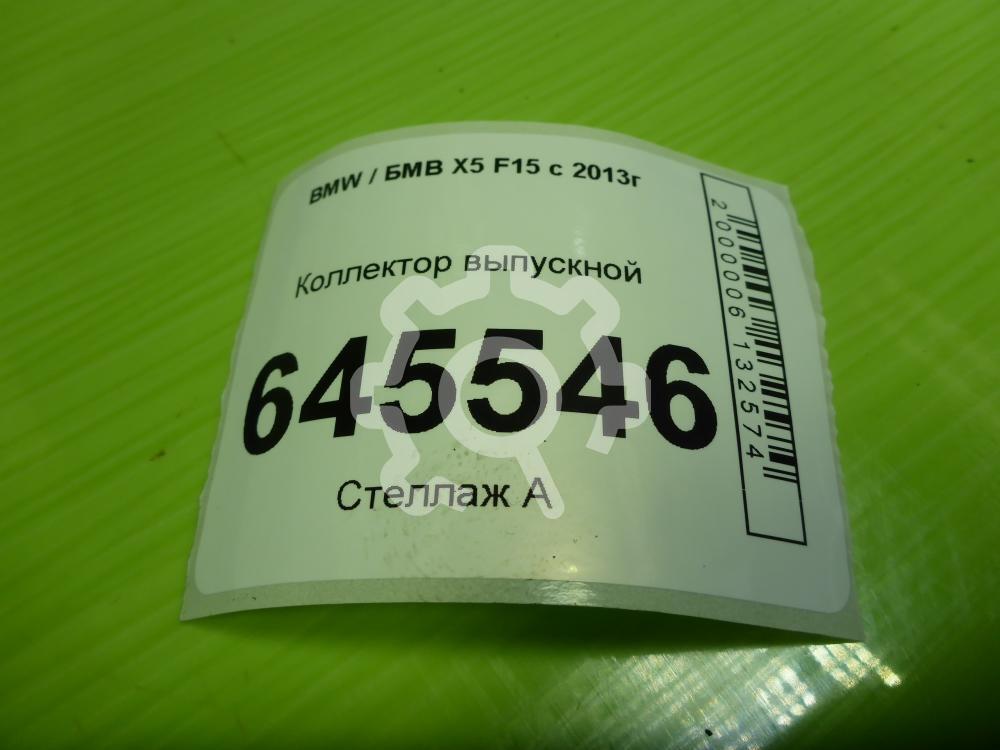 BMW / БМВ X5 F15 с 2013г
Коллектор выпускной
645546
Стеллаж А
2000006132574